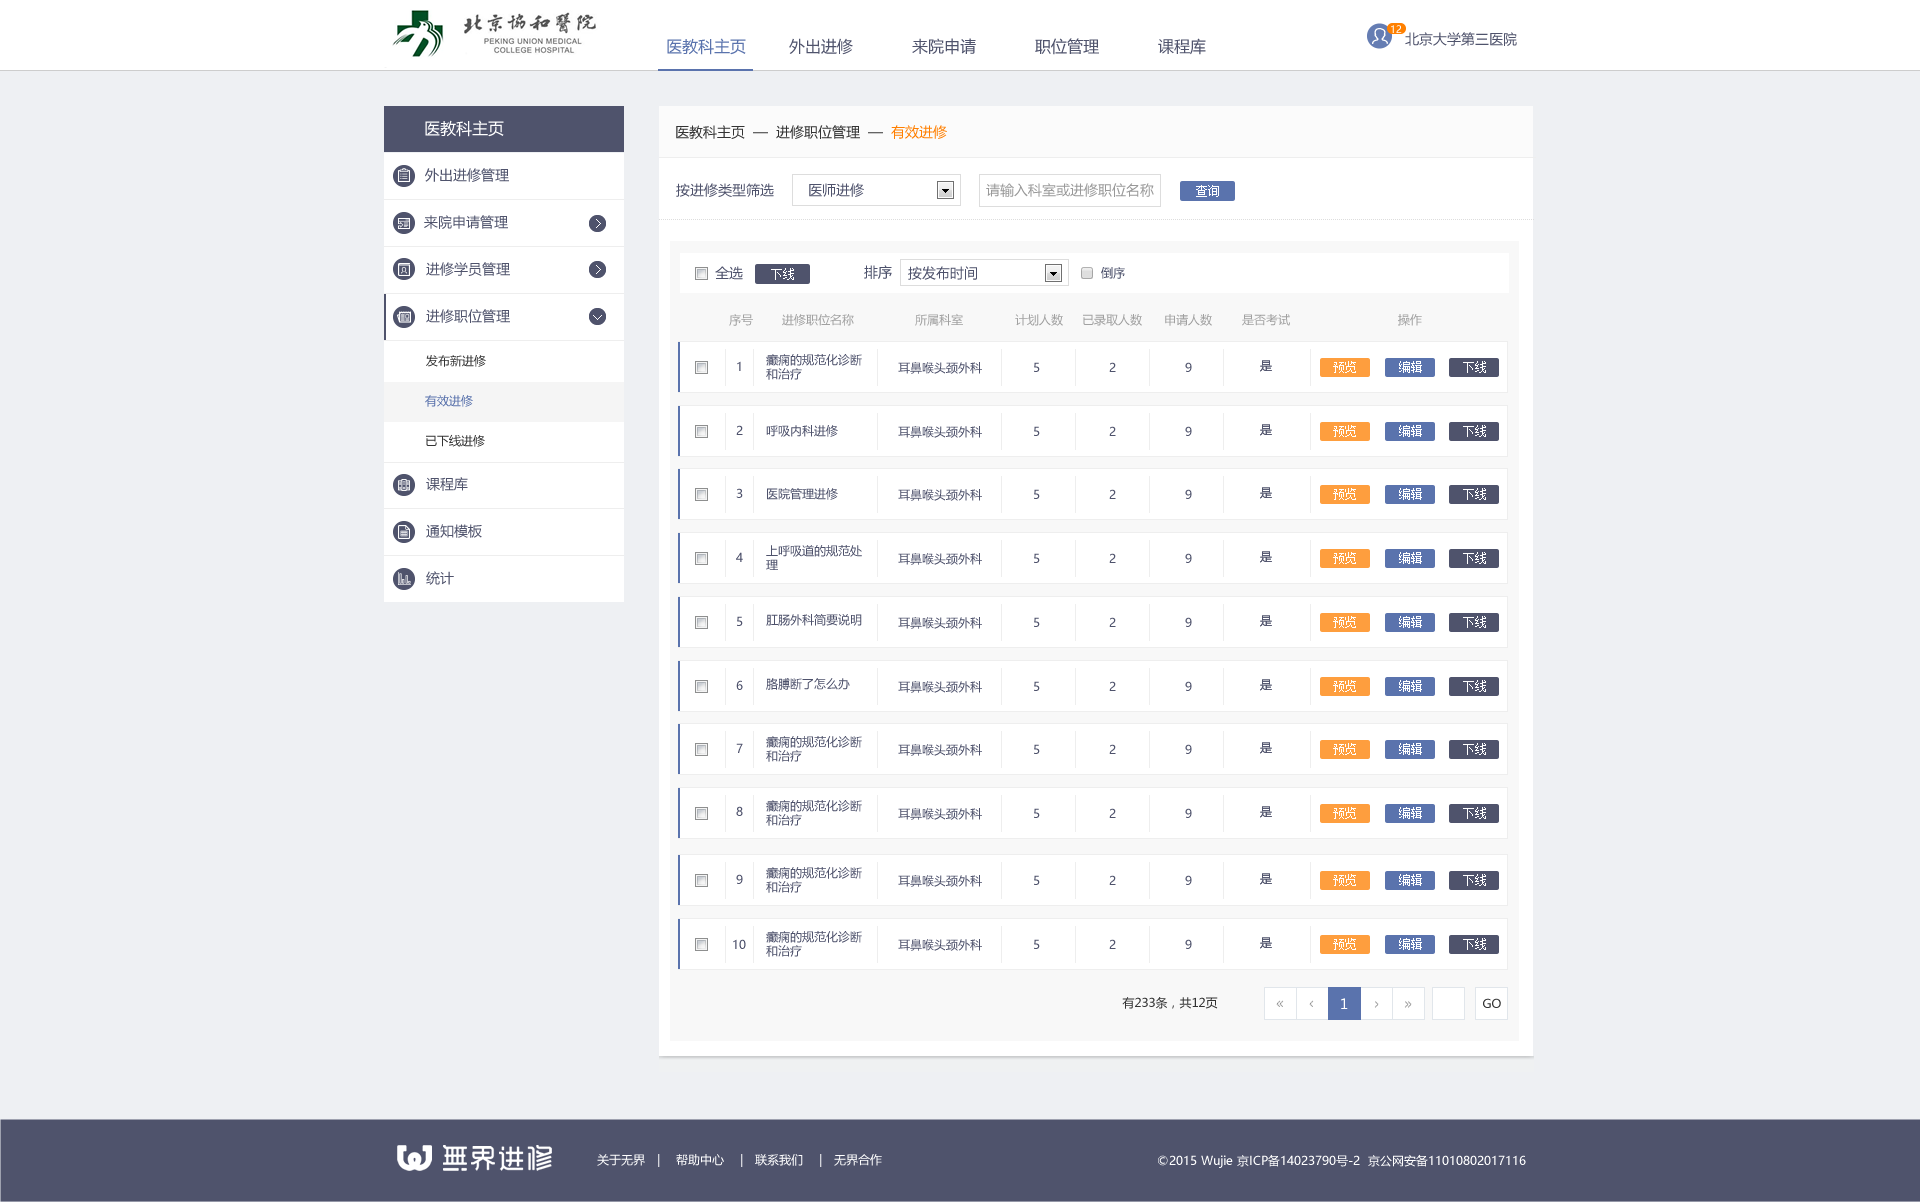 北京協和醫院
PEKING UNION MEDICAL
COLLEGE HOSPITAL
医教科主页 外出进修 来院申请 职位管理 课程库
12
北京大学第三医院
医教科主页
外出进修管理
来院申请管理
进修学员管理
进修职位管理
发布新进修
有效进修
已下线进修
课程库
通知模板
统计
医教科主页 — 进修职位管理 — 有效进修
按进修类型筛选 医师进修 请输入科室或进修职位名称 查询
全选 下线 排序 按发布时间 倒序
序号 进修职位名称 所属科室 计划人数 已录取人数 申请人数 是否考试 操作
1 癫痫的规范化诊断和治疗 耳鼻喉头颈外科 5 2 9 是 预览 编辑 下线
2 呼吸内科进修 耳鼻喉头颈外科 5 2 9 是 预览 编辑 下线
3 医院管理进修 耳鼻喉头颈外科 5 2 9 是 预览 编辑 下线
4 上呼吸道的规范处理 耳鼻喉头颈外科 5 2 9 是 预览 编辑 下线
5 肛肠外科简要说明 耳鼻喉头颈外科 5 2 9 是 预览 编辑 下线
6 胳膊断了怎么办 耳鼻喉头颈外科 5 2 9 是 预览 编辑 下线
7 癫痫的规范化诊断和治疗 耳鼻喉头颈外科 5 2 9 是 预览 编辑 下线
8 癫痫的规范化诊断和治疗 耳鼻喉头颈外科 5 2 9 是 预览 编辑 下线
9 癫痫的规范化诊断和治疗 耳鼻喉头颈外科 5 2 9 是 预览 编辑 下线
10 癫痫的规范化诊断和治疗 耳鼻喉头颈外科 5 2 9 是 预览 编辑 下线
有233条，共12页 « ‹ 1 › » GO
無界进修 关于无界 | 帮助中心 | 联系我们 | 无界合作 ©2015 Wujie 京ICP备14023790号-2 京公网安备11010802017116